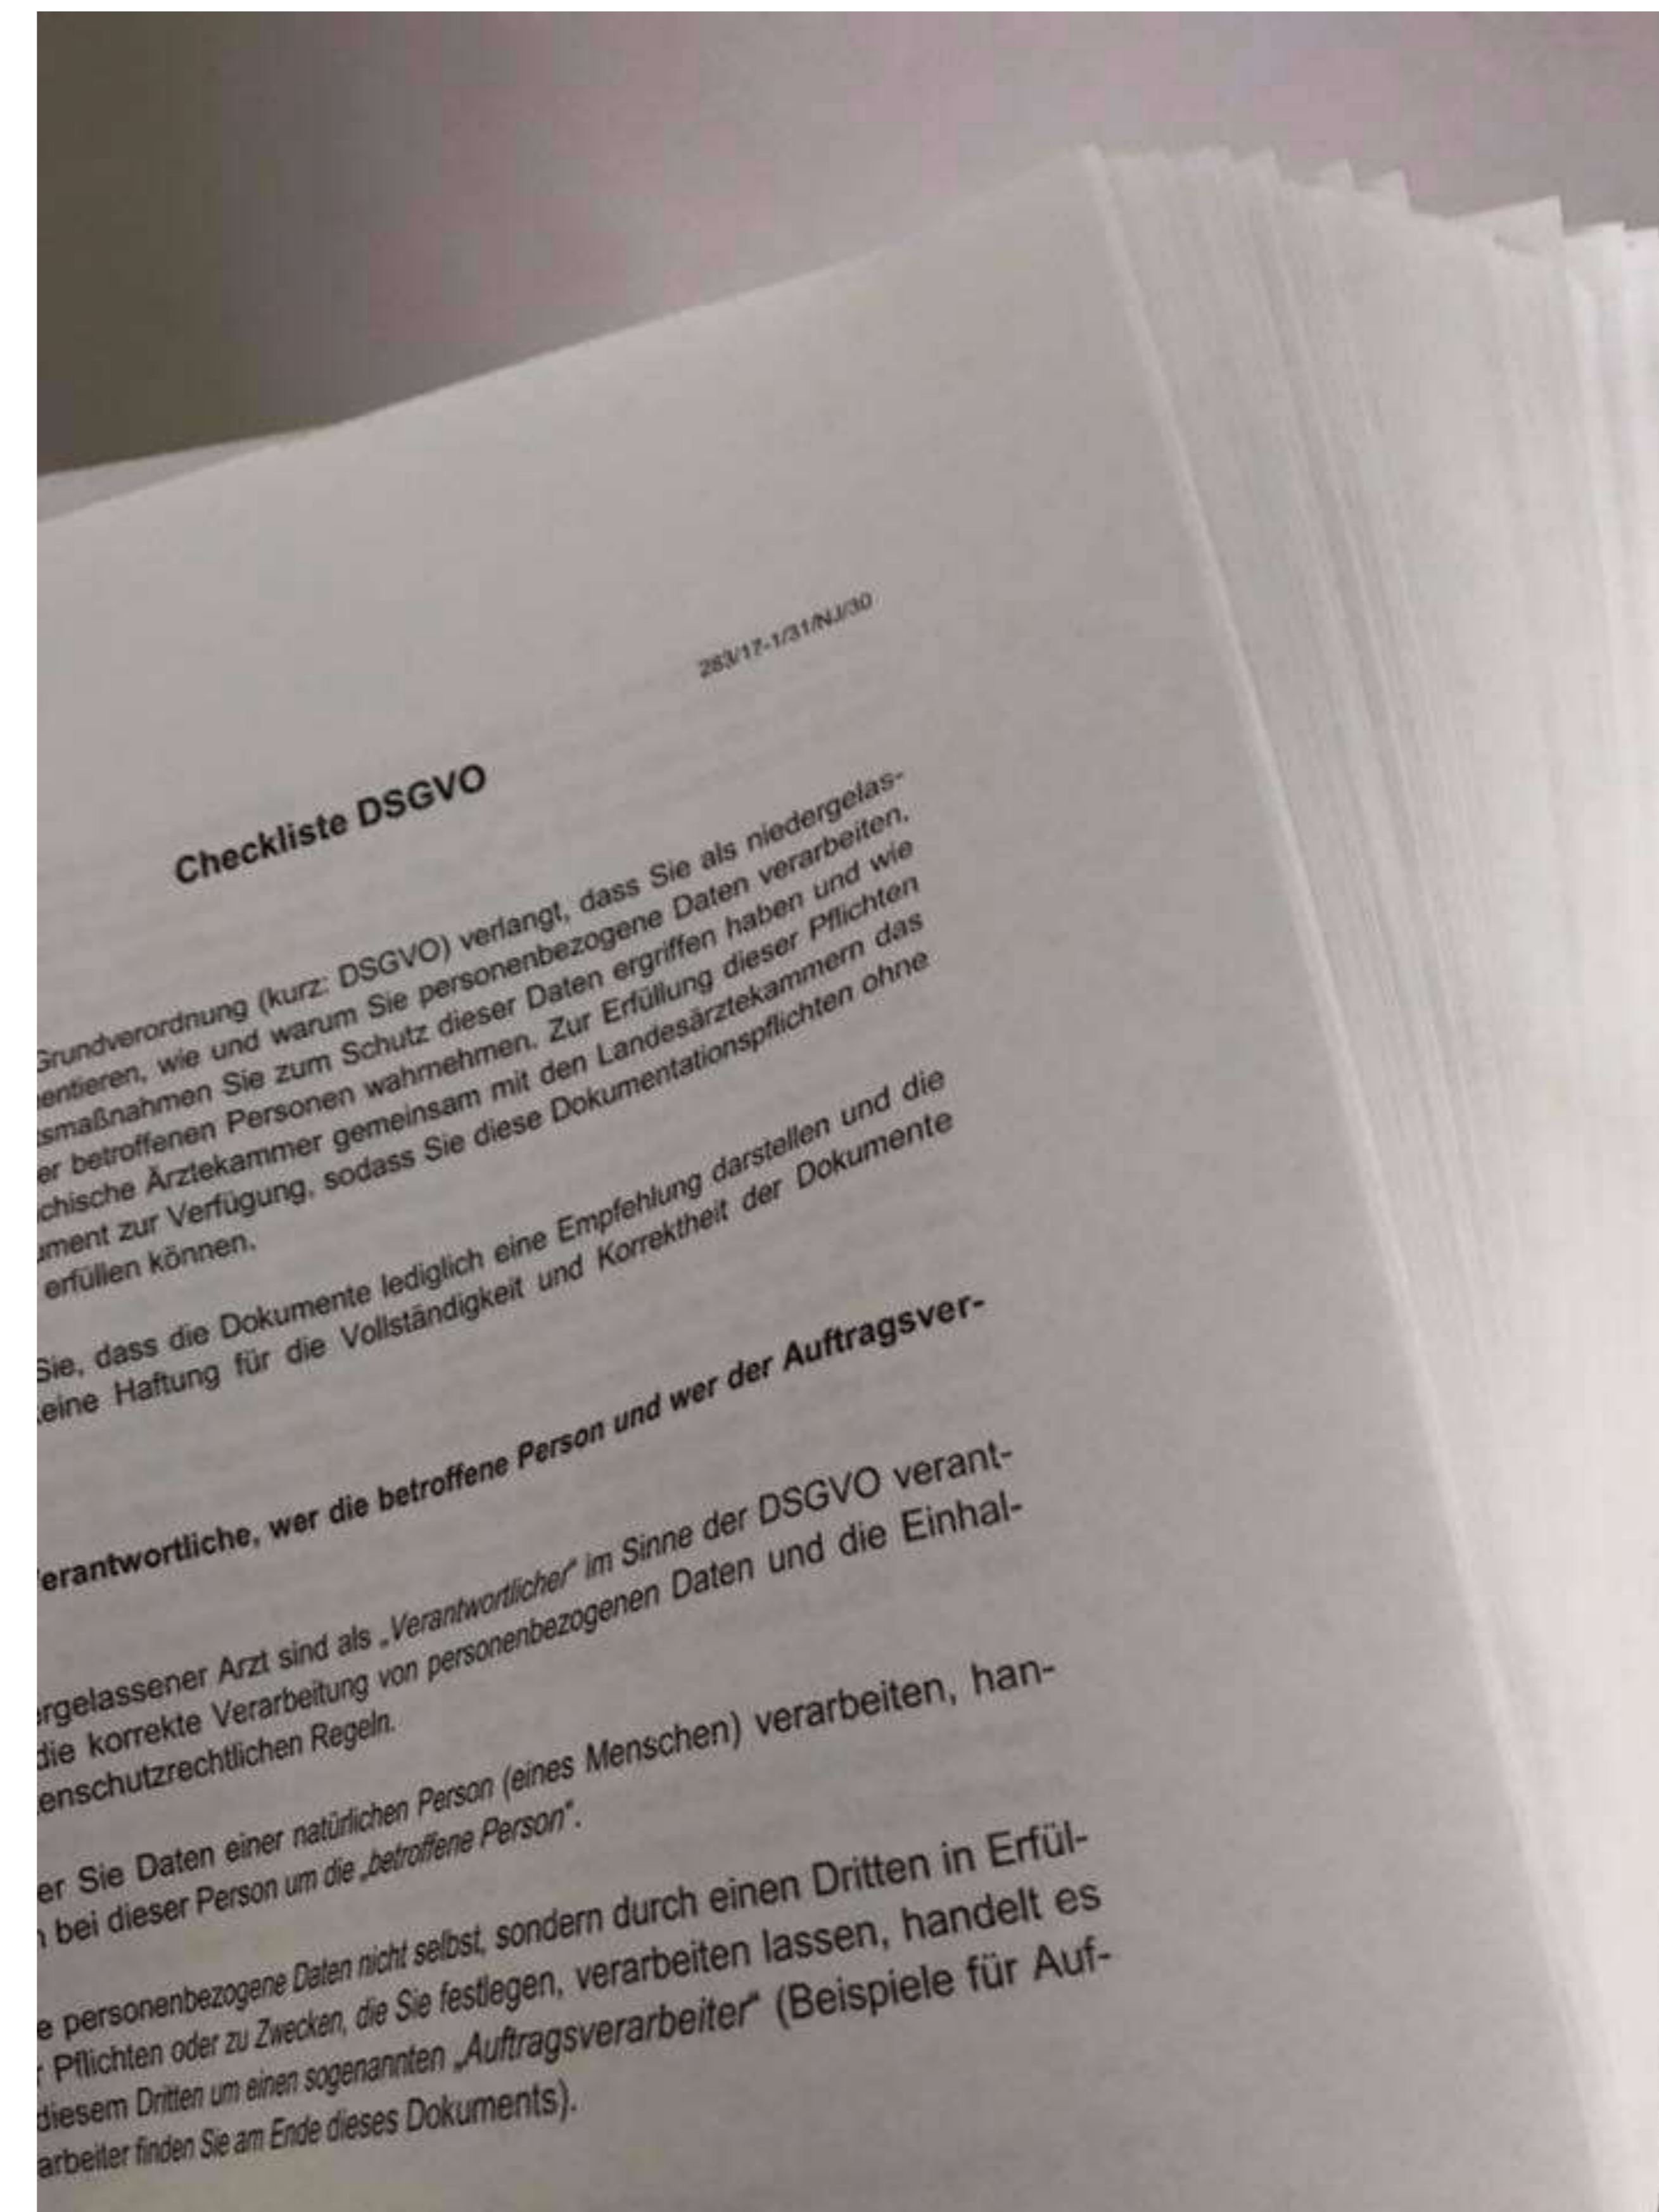 283/17-1/31/NJ/30
Checkliste DSGVO
Grundverordnung (kurz: DSGVO) verlangt, dass Sie als niedergelas-
entieren, wie und warum Sie personenbezogene Daten verarbeiten,
smaßnahmen Sie zum Schutz dieser Daten ergriffen haben und wie
er betroffenen Personen wahrnehmen. Zur Erfüllung dieser Pflichten
chische Ärztekammer gemeinsam mit den Landesärztekammern das
ument zur Verfügung, sodass Sie diese Dokumentationspflichten ohne
erfüllen können.
Sie, dass die Dokumente lediglich eine Empfehlung darstellen und die
eine Haftung für die Vollständigkeit und Korrektheit der Dokumente
erantwortliche, wer die betroffene Person und wer der Auftragsver-
rgelassener Arzt sind als „Verantwortlicher“ im Sinne der DSGVO verant-
die korrekte Verarbeitung von personenbezogenen Daten und die Einhal-
enschutzrechtlichen Regeln.
er Sie Daten einer natürlichen Person (eines Menschen) verarbeiten, han-
bei dieser Person um die „betroffene Person“.
e personenbezogene Daten nicht selbst, sondern durch einen Dritten in Erfül-
r Pflichten oder zu Zwecken, die Sie festlegen, verarbeiten lassen, handelt es
diesem Dritten um einen sogenannten „Auftragsverarbeiter“ (Beispiele für Auf-
arbeiter finden Sie am Ende dieses Dokuments).